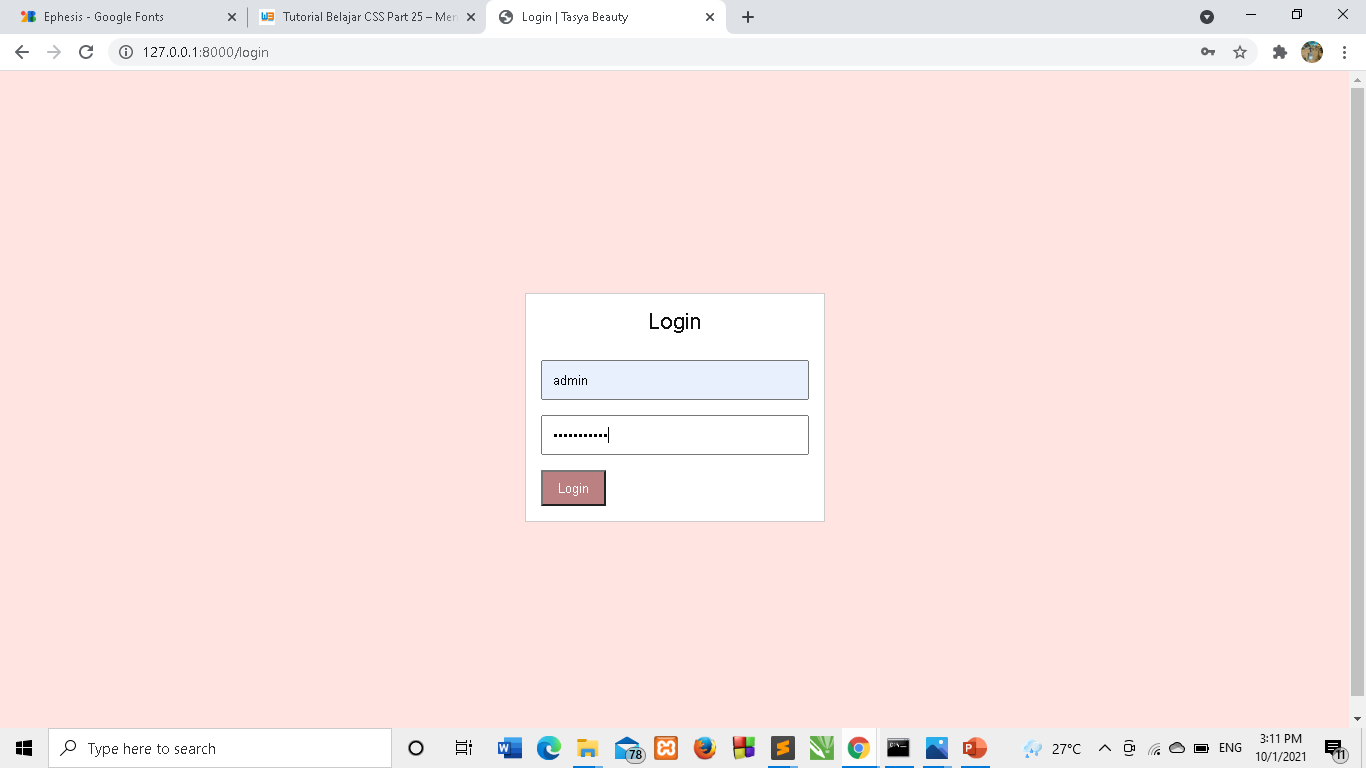 Ephesis - Google Fonts
Tutorial Belajar CSS Part 25 – Mer
Login | Tasya Beauty
127.0.0.1:8000/login
Login
admin
Login
Type here to search
78
27°C
ENG
3:11 PM
10/1/2021
11